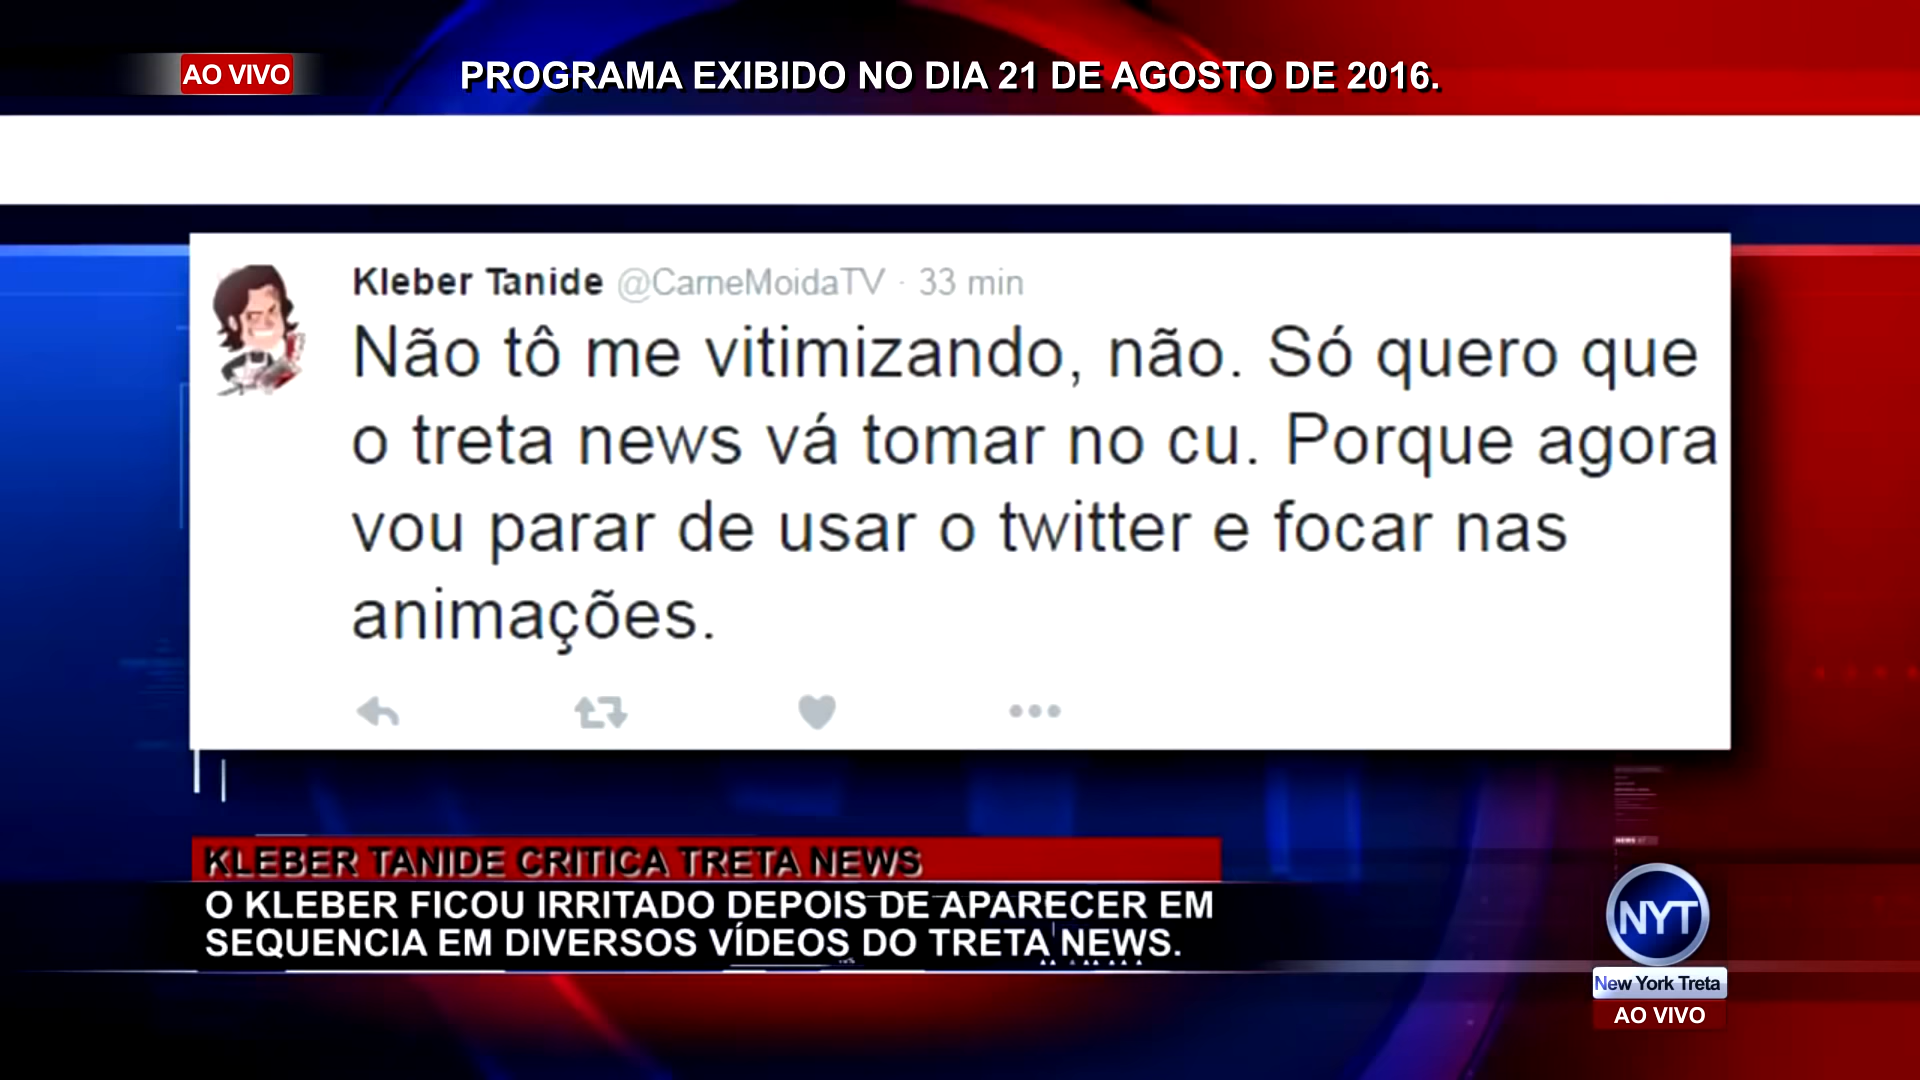 AO VIVO
PROGRAMA EXIBIDO NO DIA 21 DE AGOSTO DE 2016.
Kleber Tanide @CarneMoidaTV · 33 min
Não tô me vitimizando, não. Só quero que
o treta news vá tomar no cu. Porque agora
vou parar de usar o twitter e focar nas
animações.
KLEBER TANIDE CRITICA TRETA NEWS
O KLEBER FICOU IRRITADO DEPOIS DE APARECER EM
SEQUENCIA EM DIVERSOS VÍDEOS DO TRETA NEWS.
NYT
New York Treta
AO VIVO